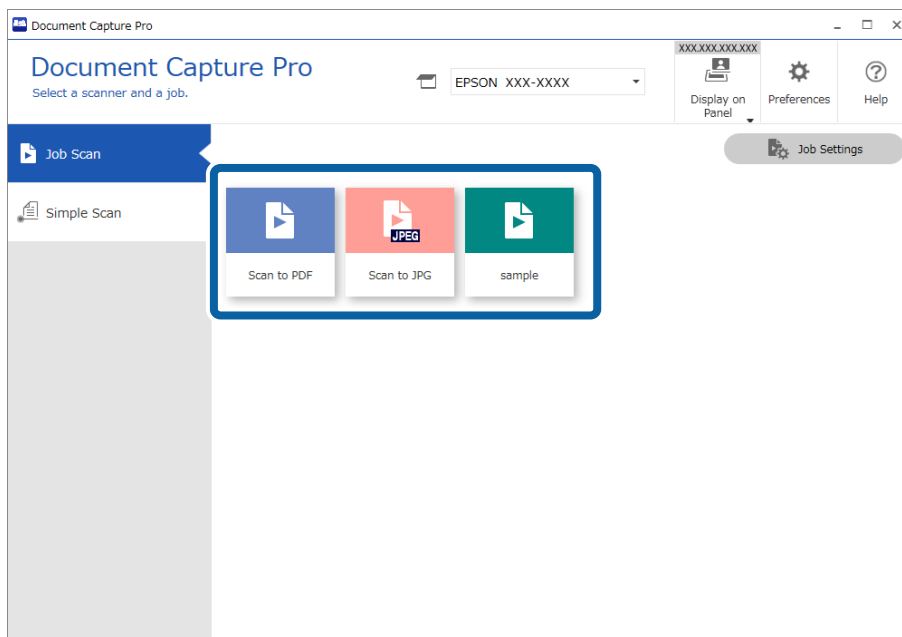 Document Capture Pro
Document Capture Pro
Select a scanner and a job.
EPSON XXX-XXXX
XXX.XXX.XXX.XXX
Display on
Panel
Preferences
Help
Job Scan
Job Settings
Simple Scan
JPEG
Scan to PDF
Scan to JPG
sample